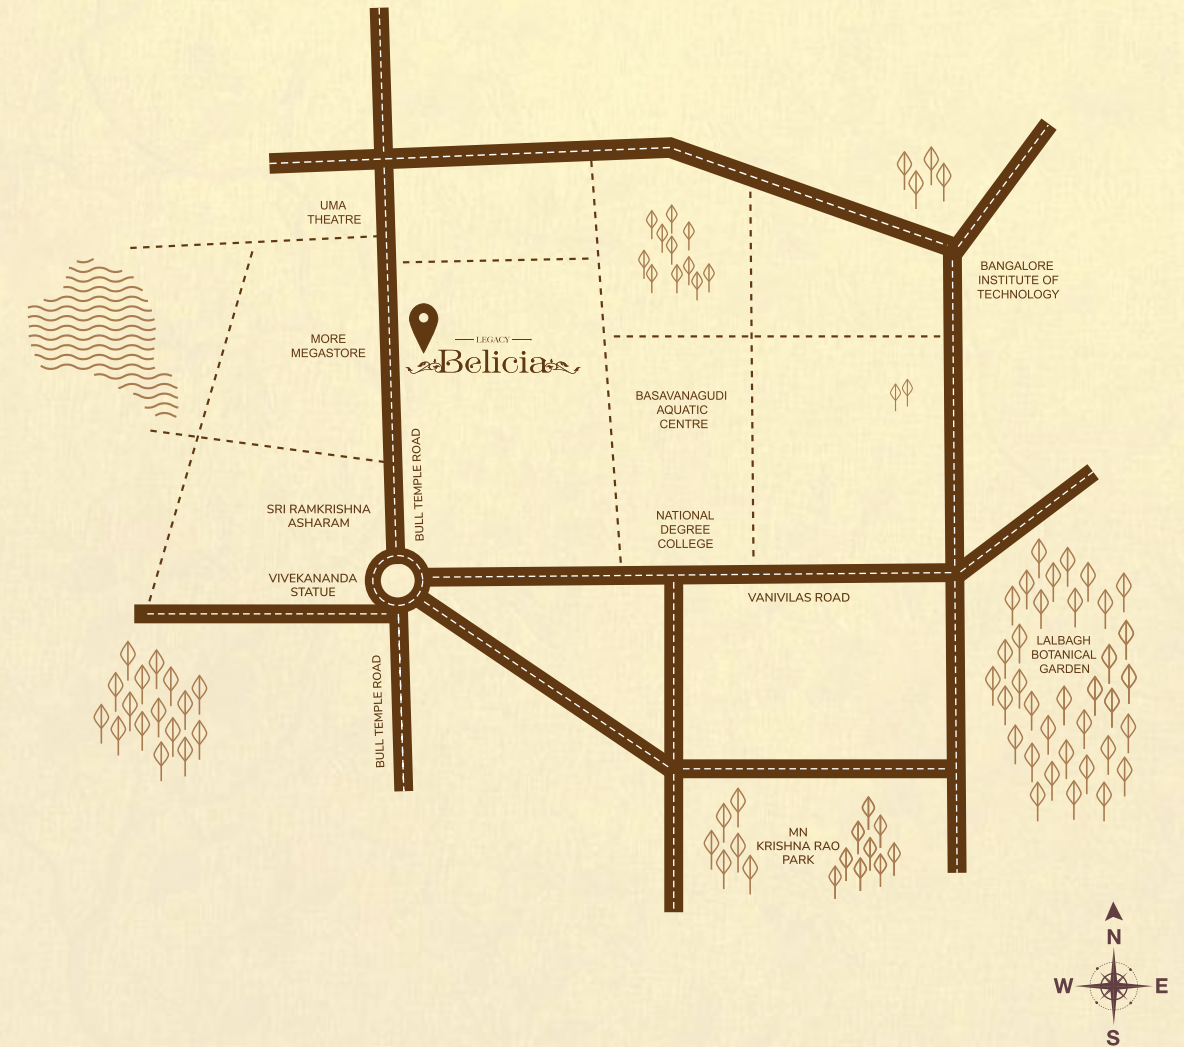 UMA
THEATRE
BANGALORE
INSTITUTE OF
TECHNOLOGY
MORE
MEGASTORE
LEGACY
Belicia
BASAVANAGUDI
AQUATIC
CENTRE
BULL TEMPLE ROAD
SRI RAMKRISHNA
ASHARAM
NATIONAL
DEGREE
COLLEGE
VIVEKANANDA
STATUE
VANIVILAS ROAD
LALBAGH
BOTANICAL
GARDEN
BULL TEMPLE ROAD
MN
KRISHNA RAO
PARK
N
W
E
S